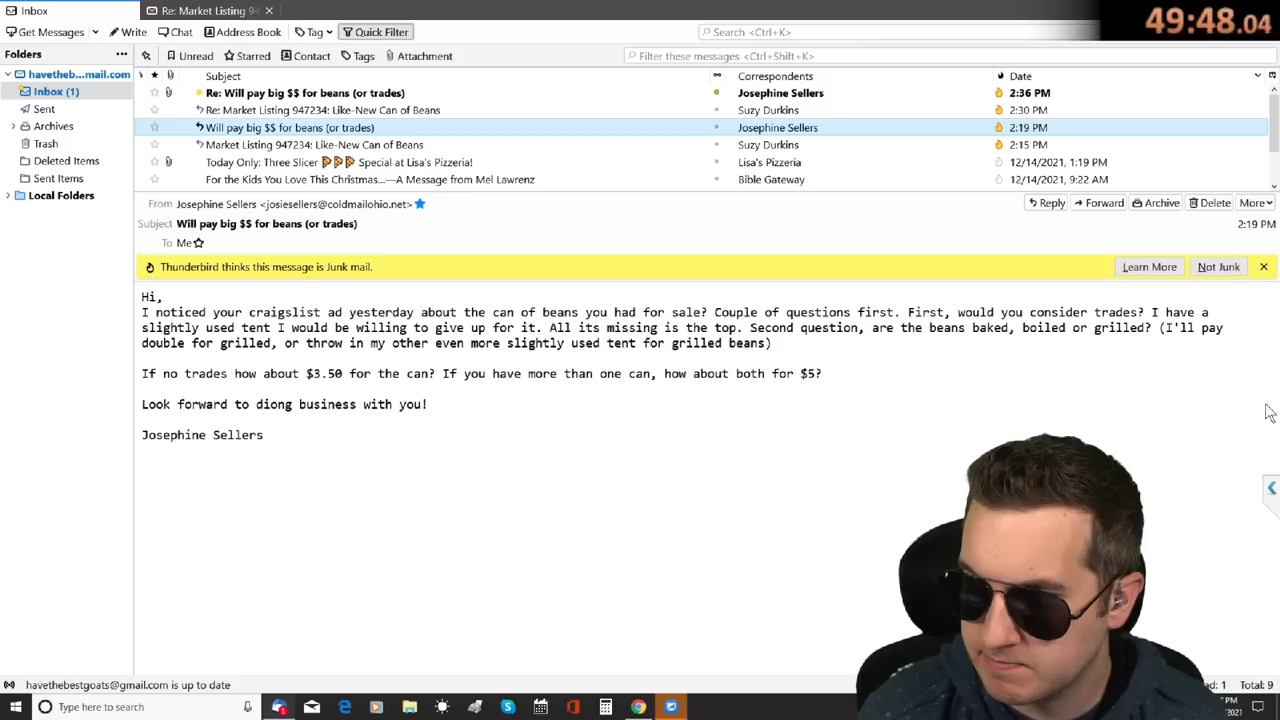 Inbox
Re: Market Listing 94
49:48.04
Get Messages
Write
Chat
Address Book
Tag
Quick Filter
Search <Ctrl+K>
Folders
Unread
Starred
Contact
Tags
Attachment
Filter these messages <Ctrl+Shift+K>
havetheb...mail.com
Inbox (1)
Sent
Archives
Trash
Deleted Items
Sent Items
Local Folders
Subject Correspondents Date
Re: Will pay big $$ for beans (or trades) Josephine Sellers 2:36 PM
Re: Market Listing 947234: Like-New Can of Beans Suzy Durkins 2:30 PM
Will pay big $$ for beans (or trades) Josephine Sellers 2:19 PM
Market Listing 947234: Like-New Can of Beans Suzy Durkins 2:15 PM
Today Only: Three Slicer 🍕🍕🍕 Special at Lisa's Pizzeria! Lisa's Pizzeria 12/14/2021, 1:19 PM
For the Kids You Love This Christmas...—A Message from Mel Lawrenz Bible Gateway 12/14/2021, 9:22 AM
From Josephine Sellers <josiesellers@coldmailohio.net>
Reply Forward Archive Delete More
Subject Will pay big $$ for beans (or trades) 2:19 PM
To Me
Thunderbird thinks this message is Junk mail. Learn More Not Junk
Hi,
I noticed your craigslist ad yesterday about the can of beans you had for sale? Couple of questions first. First, would you consider trades? I have a
slightly used tent I would be willing to give up for it. All its missing is the top. Second question, are the beans baked, boiled or grilled? (I'll pay
double for grilled, or throw in my other even more slightly used tent for grilled beans)
If no trades how about $3.50 for the can? If you have more than one can, how about both for $5?
Look forward to diong business with you!
Josephine Sellers
havethebestgoats@gmail.com is up to date
ad: 1 Total: 9
Type here to search
2021